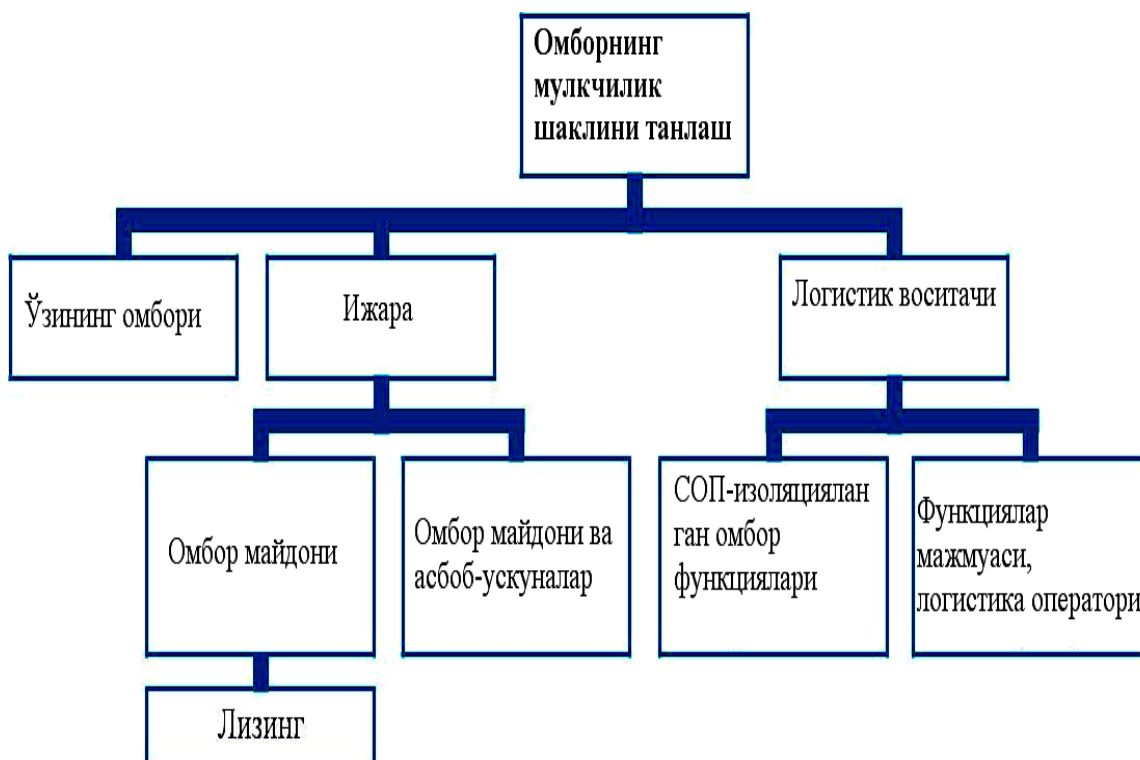 Омборнинг
мулкчилик
шаклини танлаш
Ўзининг омбори
Ижара
Логистик воситачи
Омбор майдони
Омбор майдони ва
асбоб-ускуналар
СОП-изоляциялан
ган омбор
функциялари
Функциялар
мажмуаси,
логистика оператори
Лизинг